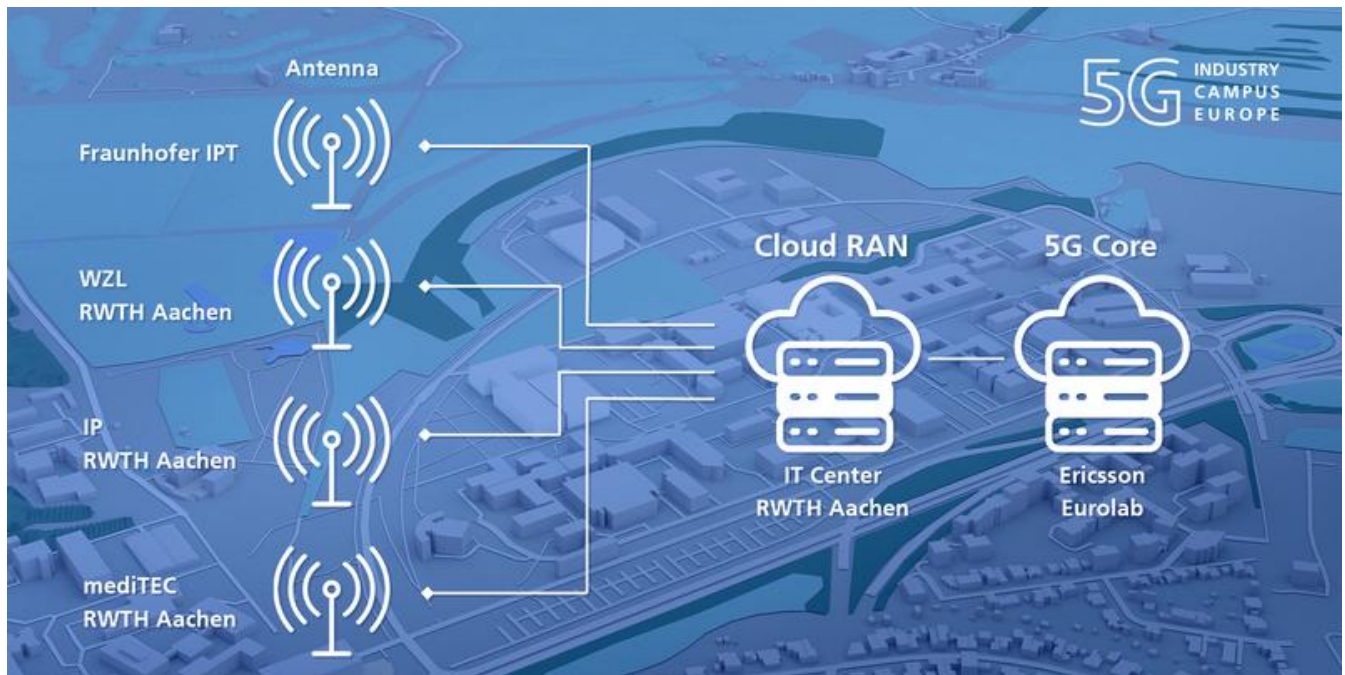 Antenna
Fraunhofer IPT
WZL
RWTH Aachen
IP
RWTH Aachen
mediTEC
RWTH Aachen
Cloud RAN
IT Center
RWTH Aachen
5G Core
Ericsson
Eurolab
5G
INDUSTRY
CAMPUS
EUROPE